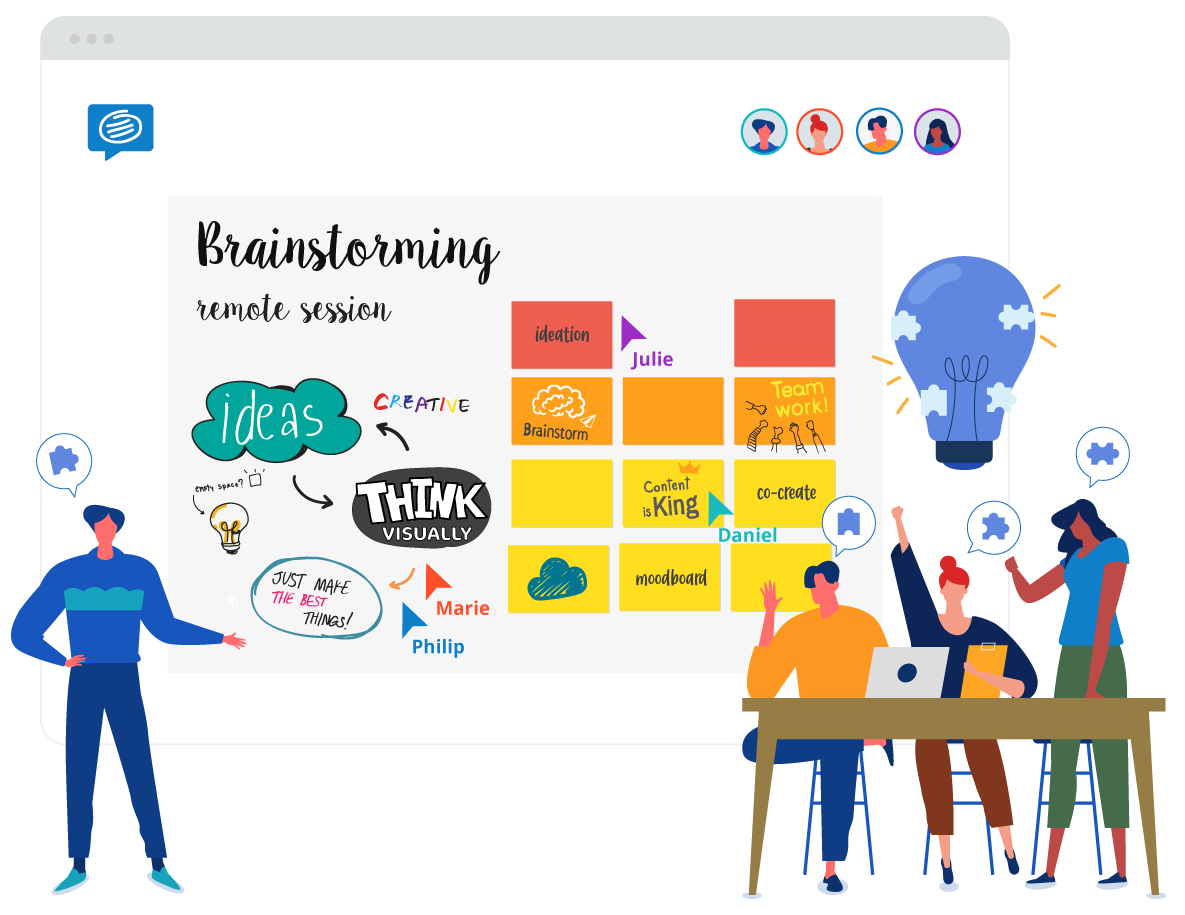 Brainstorming
remote session
ideation
Julie
Team
work!
Brainstorm
CREATIVE
ideas
empty space?
THINK
VISUALLY
Content
is King
co-create
Daniel
JUST MAKE
THE BEST
THINGS!
moodboard
Marie
Philip